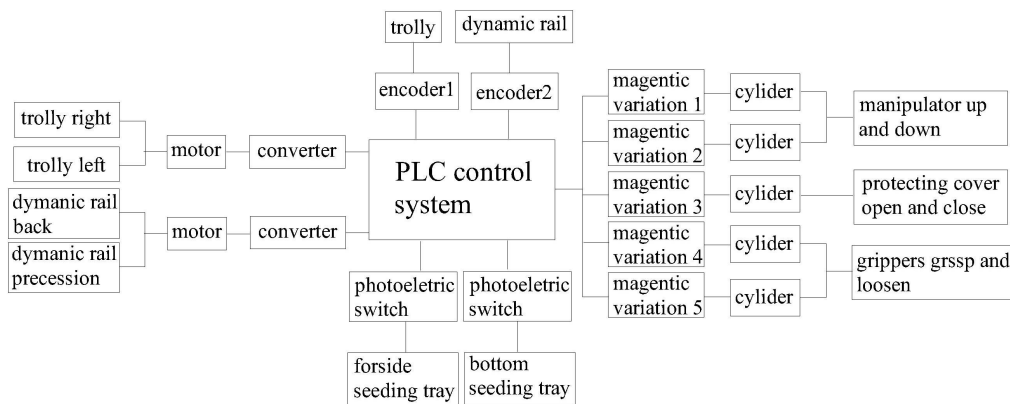 trolly
dynamic rail
encoder1
encoder2
trolly right
trolly left
motor
converter
dymanic rail
back
dymanic rail
precession
motor
converter
PLC control
system
photoeletric
switch
photoeletric
switch
forside
seeding tray
bottom
seeding tray
magentic
variation 1
cylider
magentic
variation 2
cylider
manipulator up
and down
magentic
variation 3
cylider
protecting cover
open and close
magentic
variation 4
cylider
magentic
variation 5
cylider
grippers grssp and
loosen